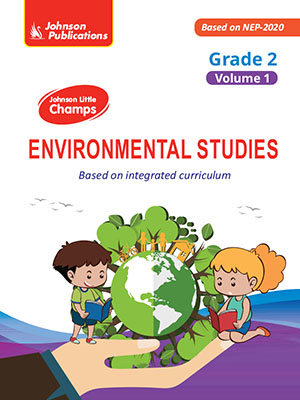 Johnson
Publications
Based on NEP-2020
Grade 2
Volume 1
Johnson Little
Champs
ENVIRONMENTAL STUDIES
Based on integrated curriculum